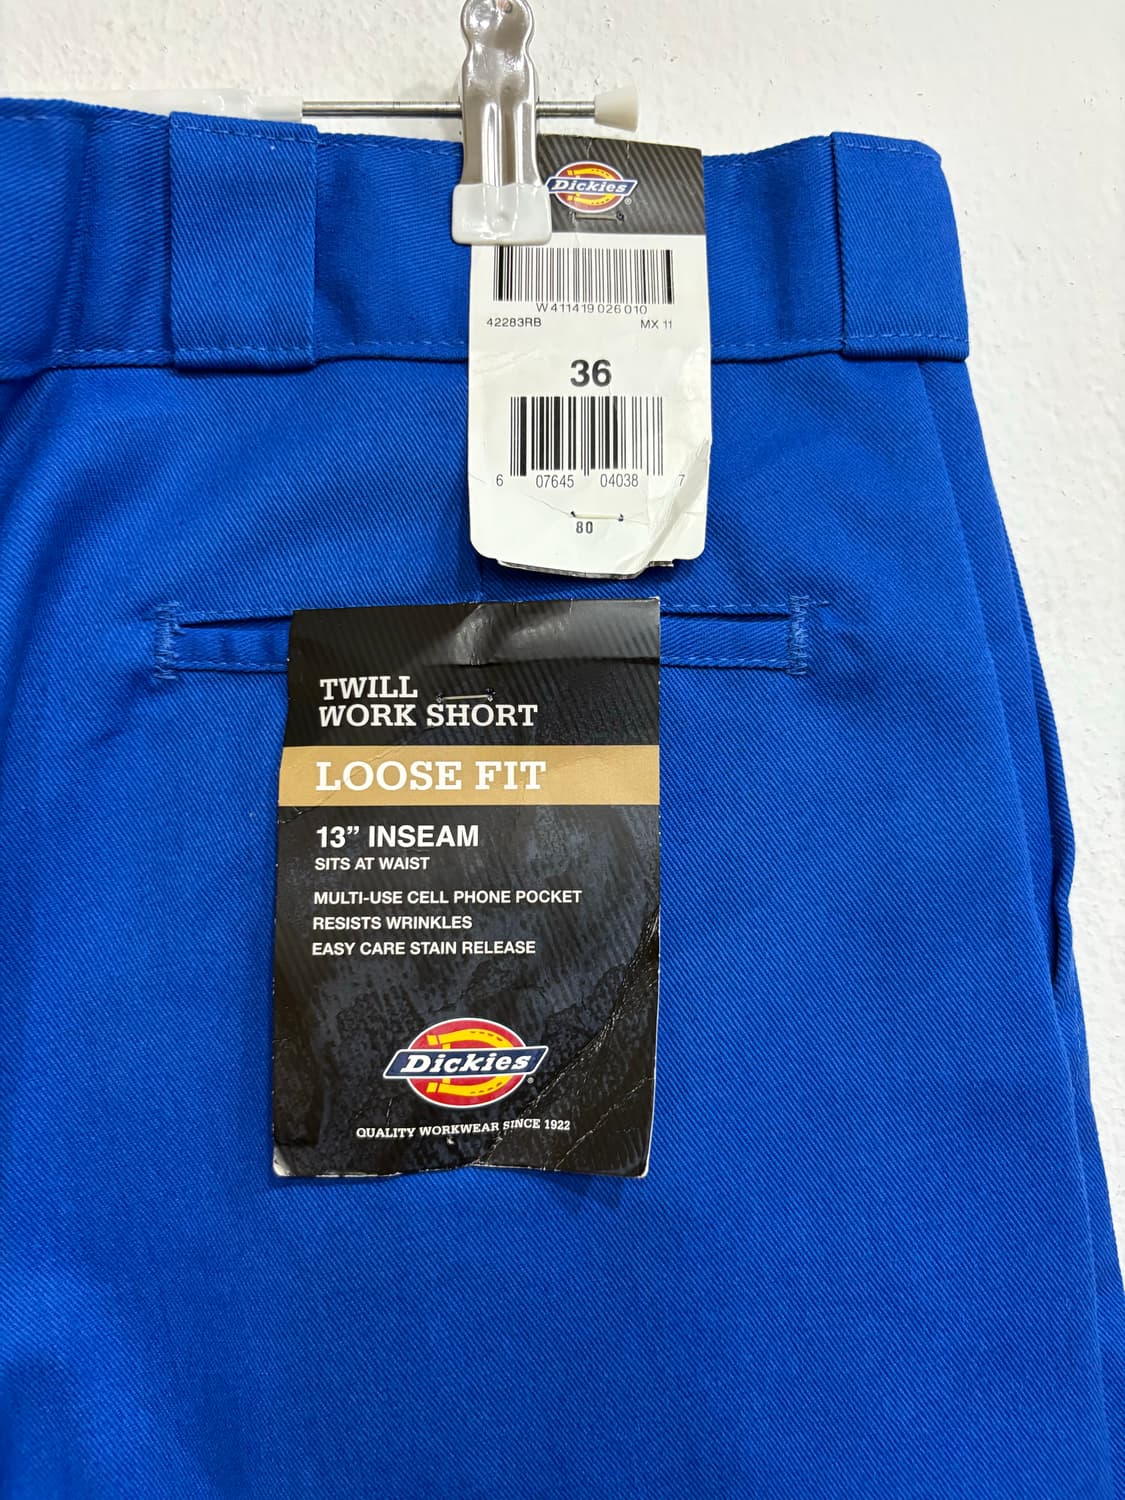 Dickies®
W411419026010
42283RB MX 11
36
6 07645 04038 7
80
TWILL
WORK SHORT
LOOSE FIT
13” INSEAM
SITS AT WAIST
MULTI-USE CELL PHONE POCKET
RESISTS WRINKLES
EASY CARE STAIN RELEASE
Dickies®
QUALITY WORKWEAR SINCE 1922